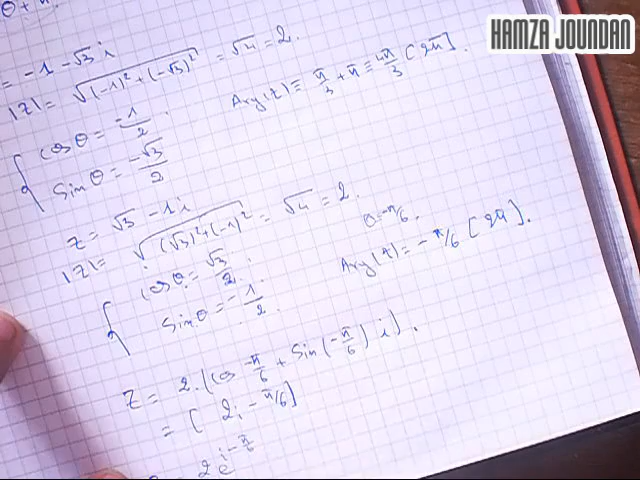 HAMZA JOUNDAN
θ +
= -1 - √3 i
|Z| = √((-1)² + (-√3)²) = √4 = 2.
Arg(z) ≡ π/3 + π ≡ 4π/3 [2π].
{ cos θ = -1/2
sin θ = -√3/2
Z = √3 - 1i
|Z| = √((√3)² + (-1)²) = √4 = 2.
θ = -π/6.
{ cos θ = √3/2
sin θ = -1/2
Arg(z) = -π/6 [2π].
Z = 2.(cos -π/6 + sin(-π/6) i).
= [2, -π/6]
= 2e^(i -π/6)